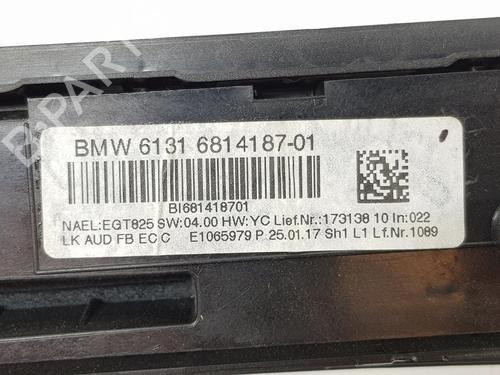 BMW 6131 6814187-01
BI681418701
NAEL:EGT825 SW:04.00 HW:YC Lief.Nr.:173138 10 In:022
LK AUD FB EC C E1065979 P 25.01.17 Sh1 L1 Lf.Nr.1089
B-PARTS